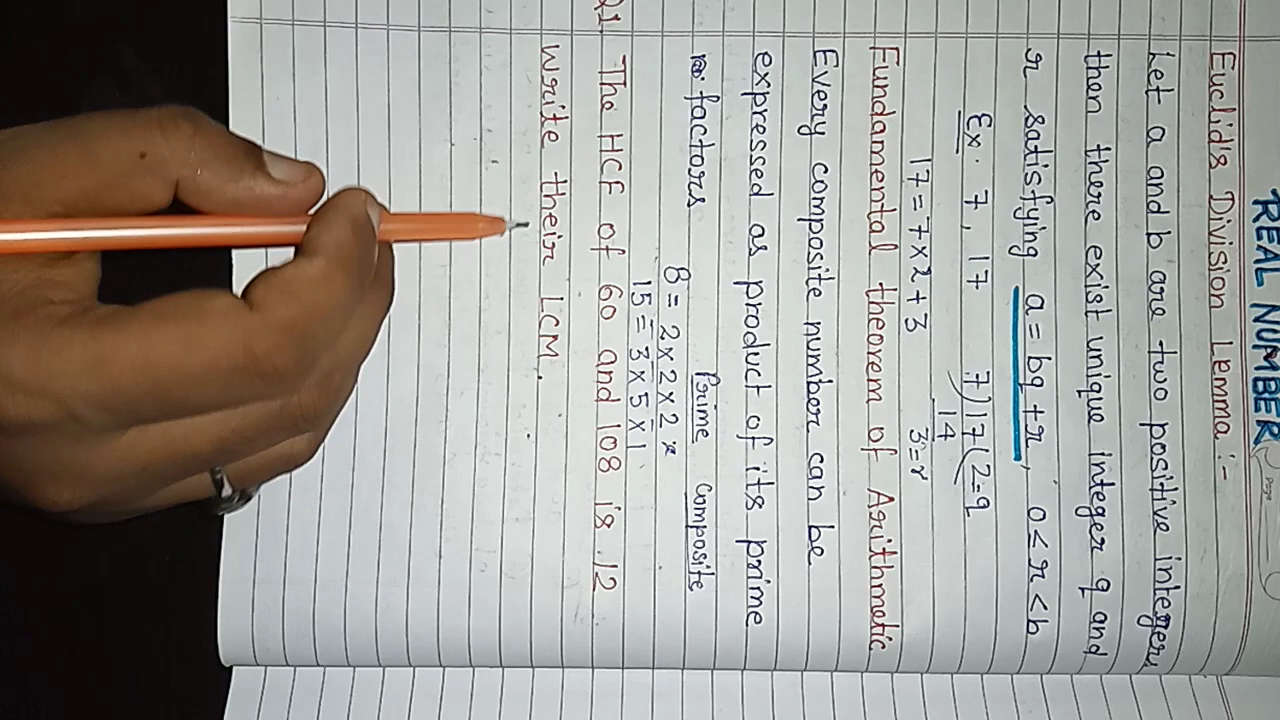 REAL NUMBER
Page
Euclid's Division Lemma :-
Let a and b are two positive integers
then there exist unique integer q and
r satisfying a = bq + r, 0 ≤ r < b
Ex. 7, 17 7)17(2=q
14
17 = 7 x 2 + 3 3=r
Fundamental theorem of Arithmetic
Every composite number can be
expressed as product of its prime
factors Prime composite
8 = 2 x 2 x 2 x
15 = 3 x 5 x 1.
Q1. The HCF of 60 and 108 is 12
write their LCM.